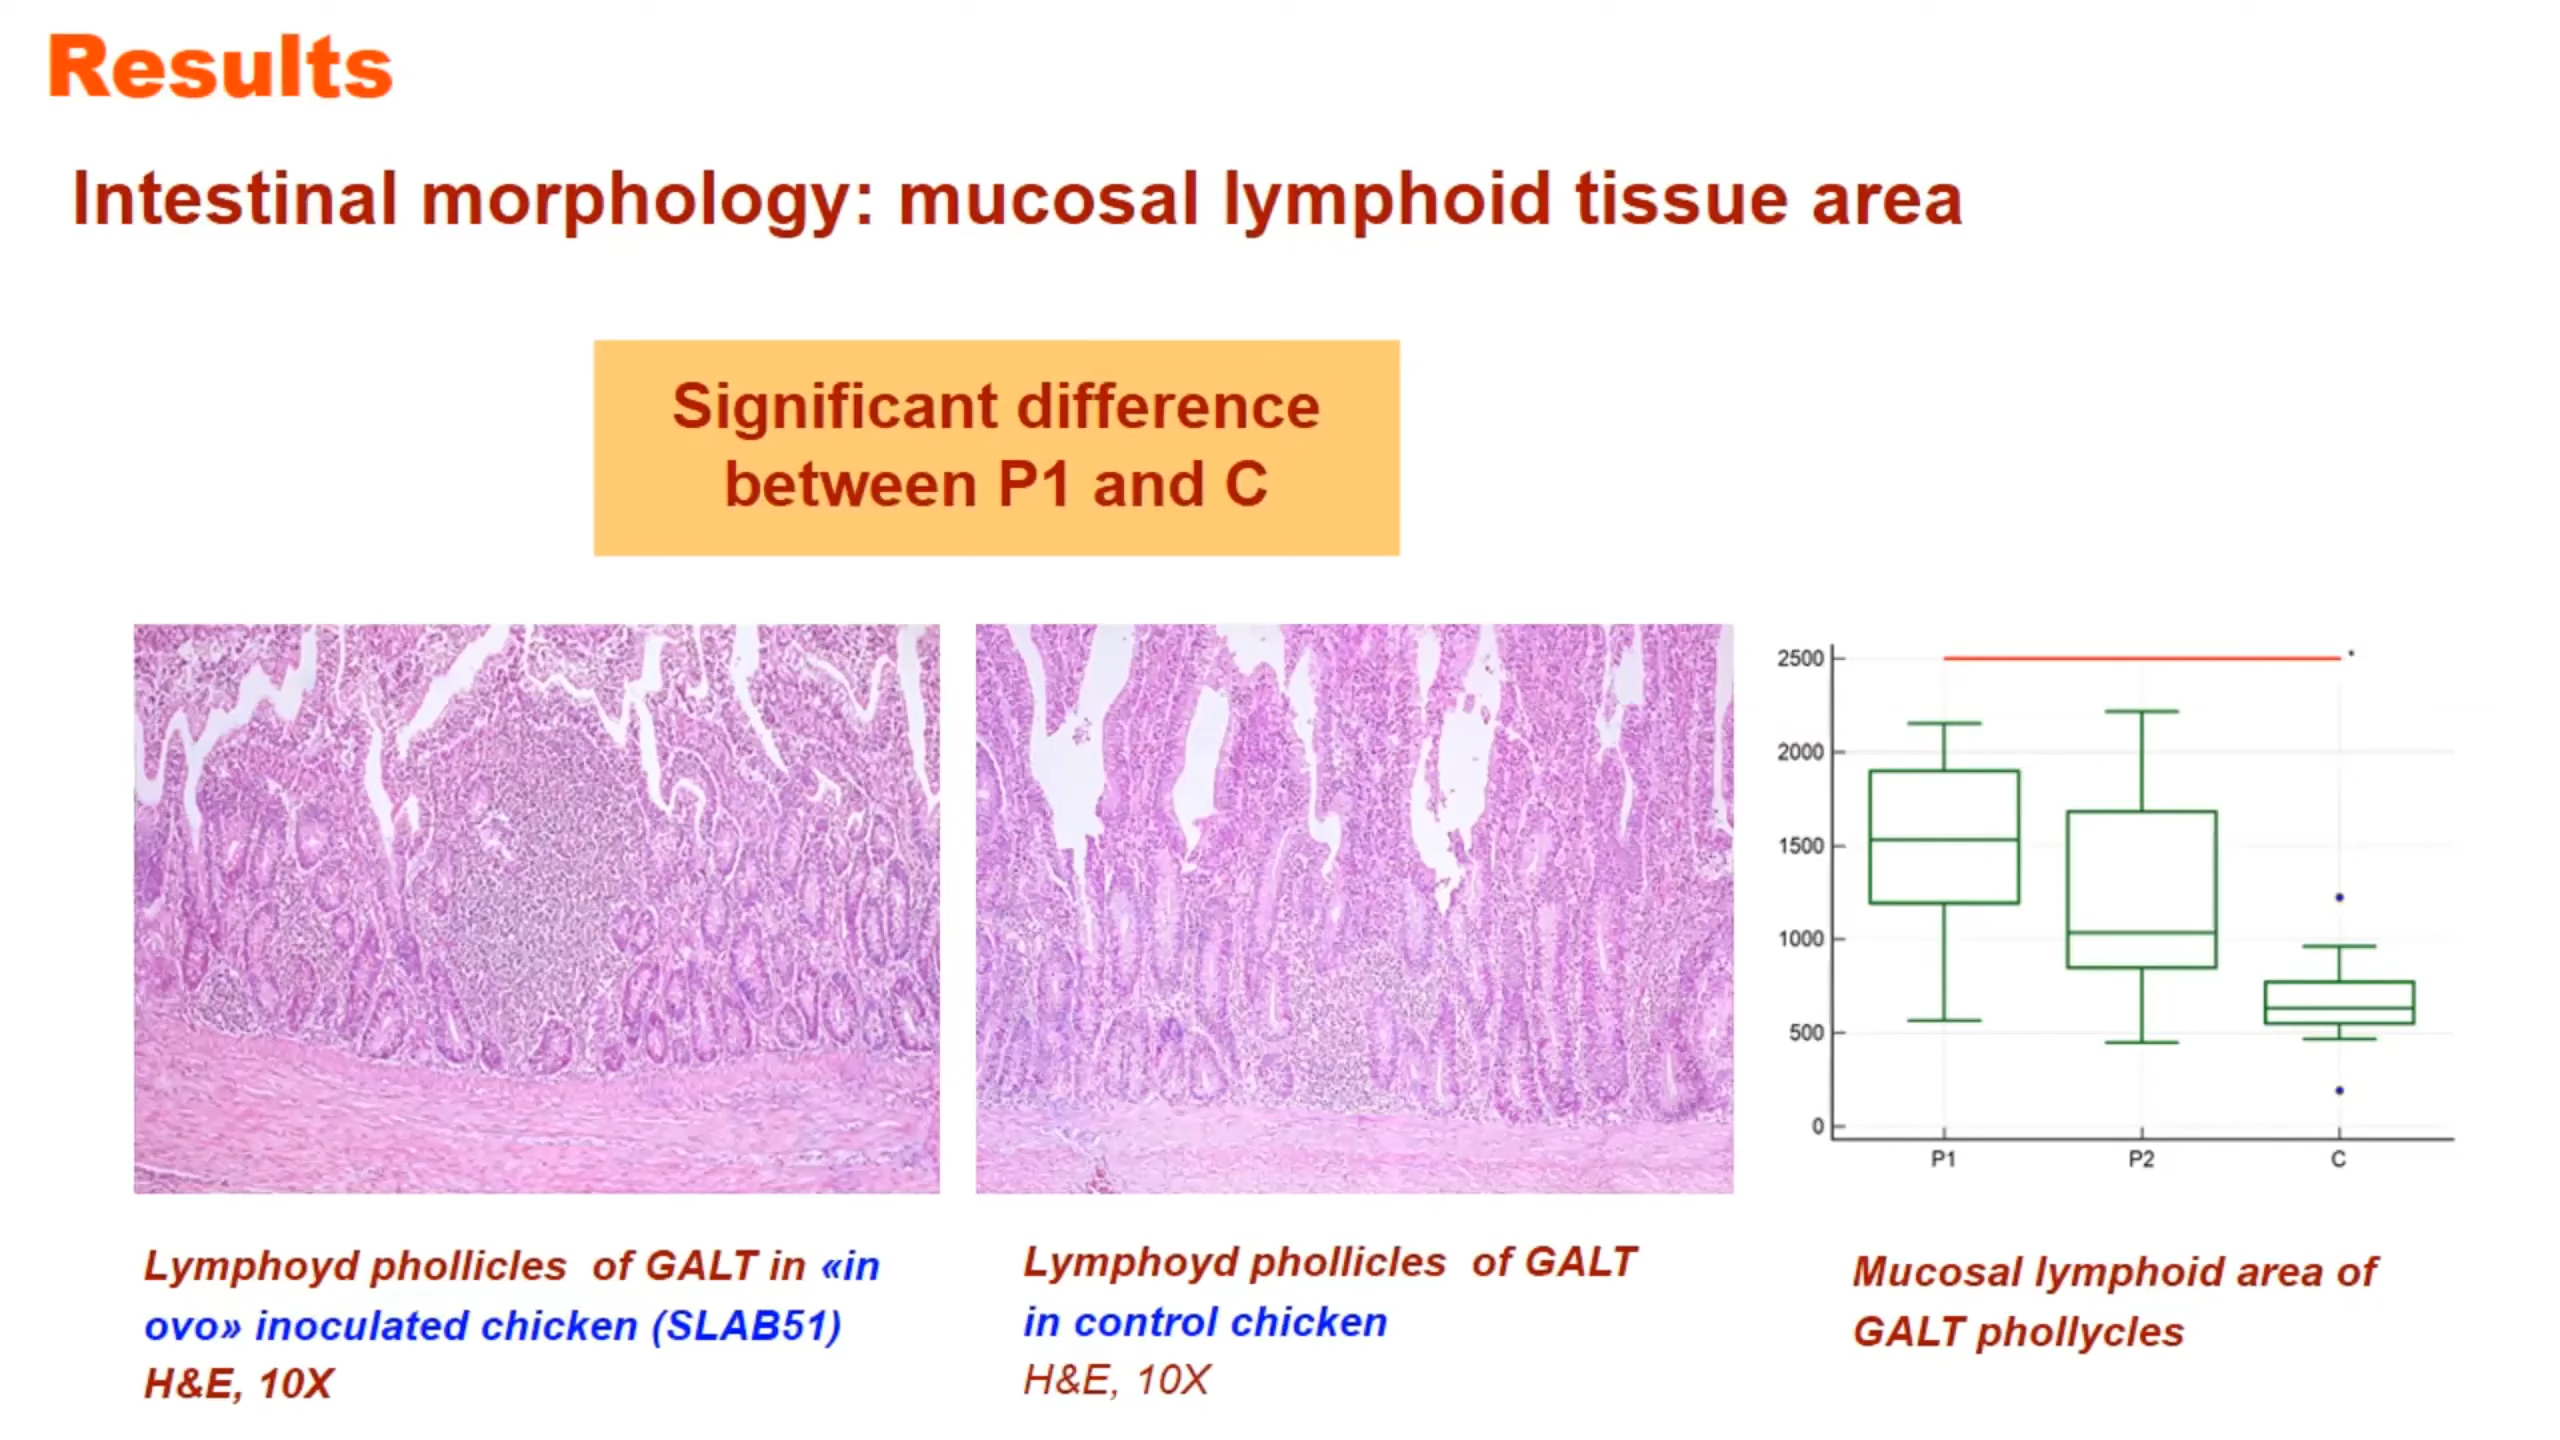 Results
Intestinal morphology: mucosal lymphoid tissue area
Significant difference
between P1 and C
2500
2000
1500
1000
500
0
P1
P2
C
Lymphoyd phollicles of GALT in «in
ovo» inoculated chicken (SLAB51)
H&E, 10X
Lymphoyd phollicles of GALT
in control chicken
H&E, 10X
Mucosal lymphoid area of
GALT phollycles